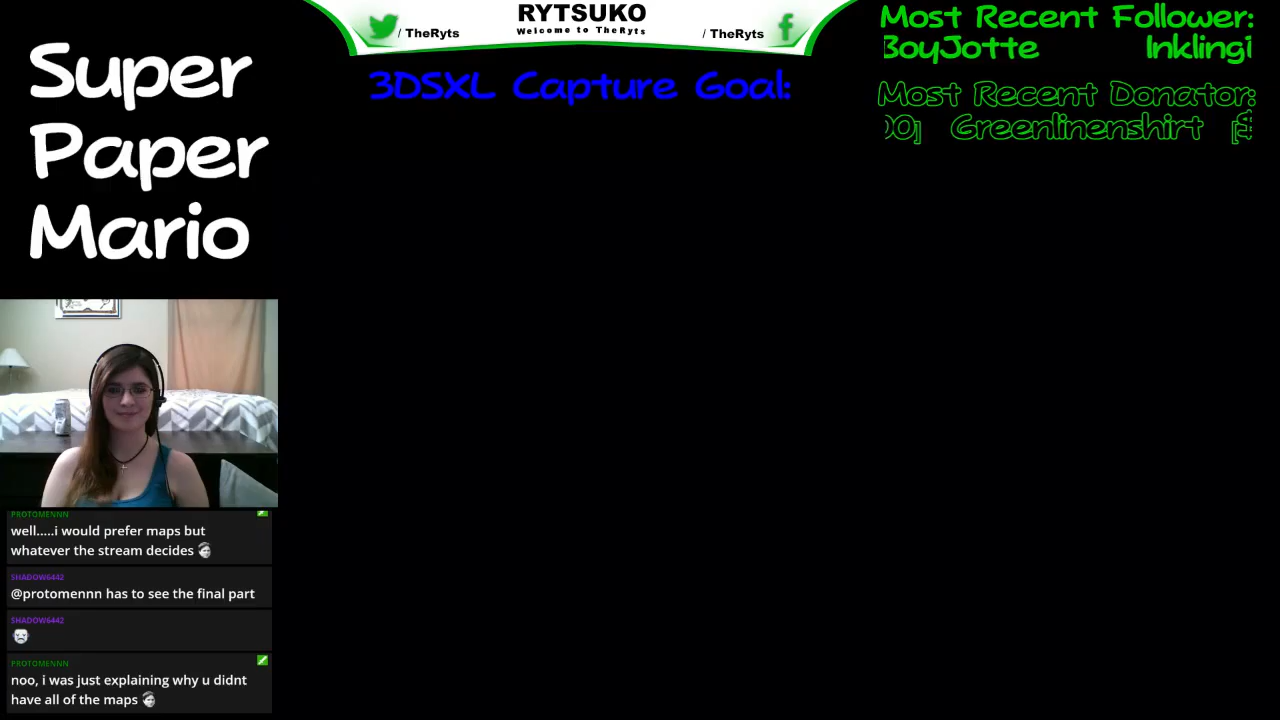 Super
Paper
Mario
RYTSUKO
Welcome to TheRyts
/ TheRyts
/ TheRyts
3DSXL Capture Goal:
Most Recent Follower:
BoyJotte Inklingi
Most Recent Donator:
00] Greenlinenshirt
PROTOMENNN
well.....i would prefer maps but
whatever the stream decides
SHADOW6442
@protomennn has to see the final part
SHADOW6442
PROTOMENNN
noo, i was just explaining why u didnt
have all of the maps